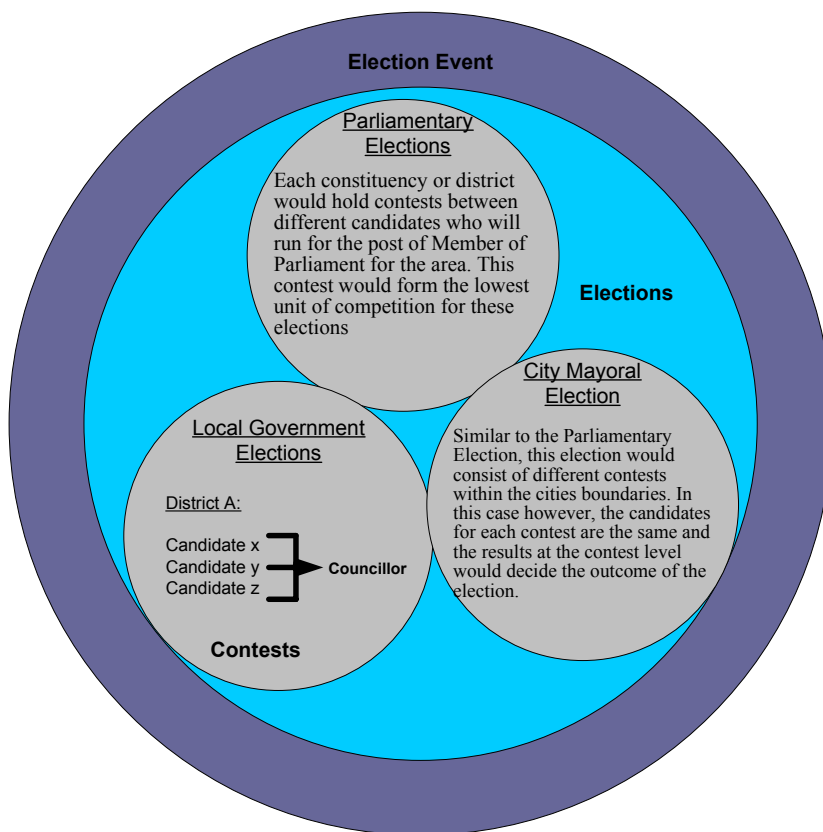 Election Event
Parliamentary
Elections
Each constituency or district
would hold contests between
different candidates who will
run for the post of Member of
Parliament for the area. This
contest would form the lowest
unit of competition for these
elections
Elections
City Mayoral
Election
Similar to the Parliamentary
Election, this election would
consist of different contests
within the cities boundaries. In
this case however, the candidates
for each contest are the same and
the results at the contest level
would decide the outcome of the
election.
Local Government
Elections
District A:
Candidate x
Candidate y
Candidate z
Councillor
Contests